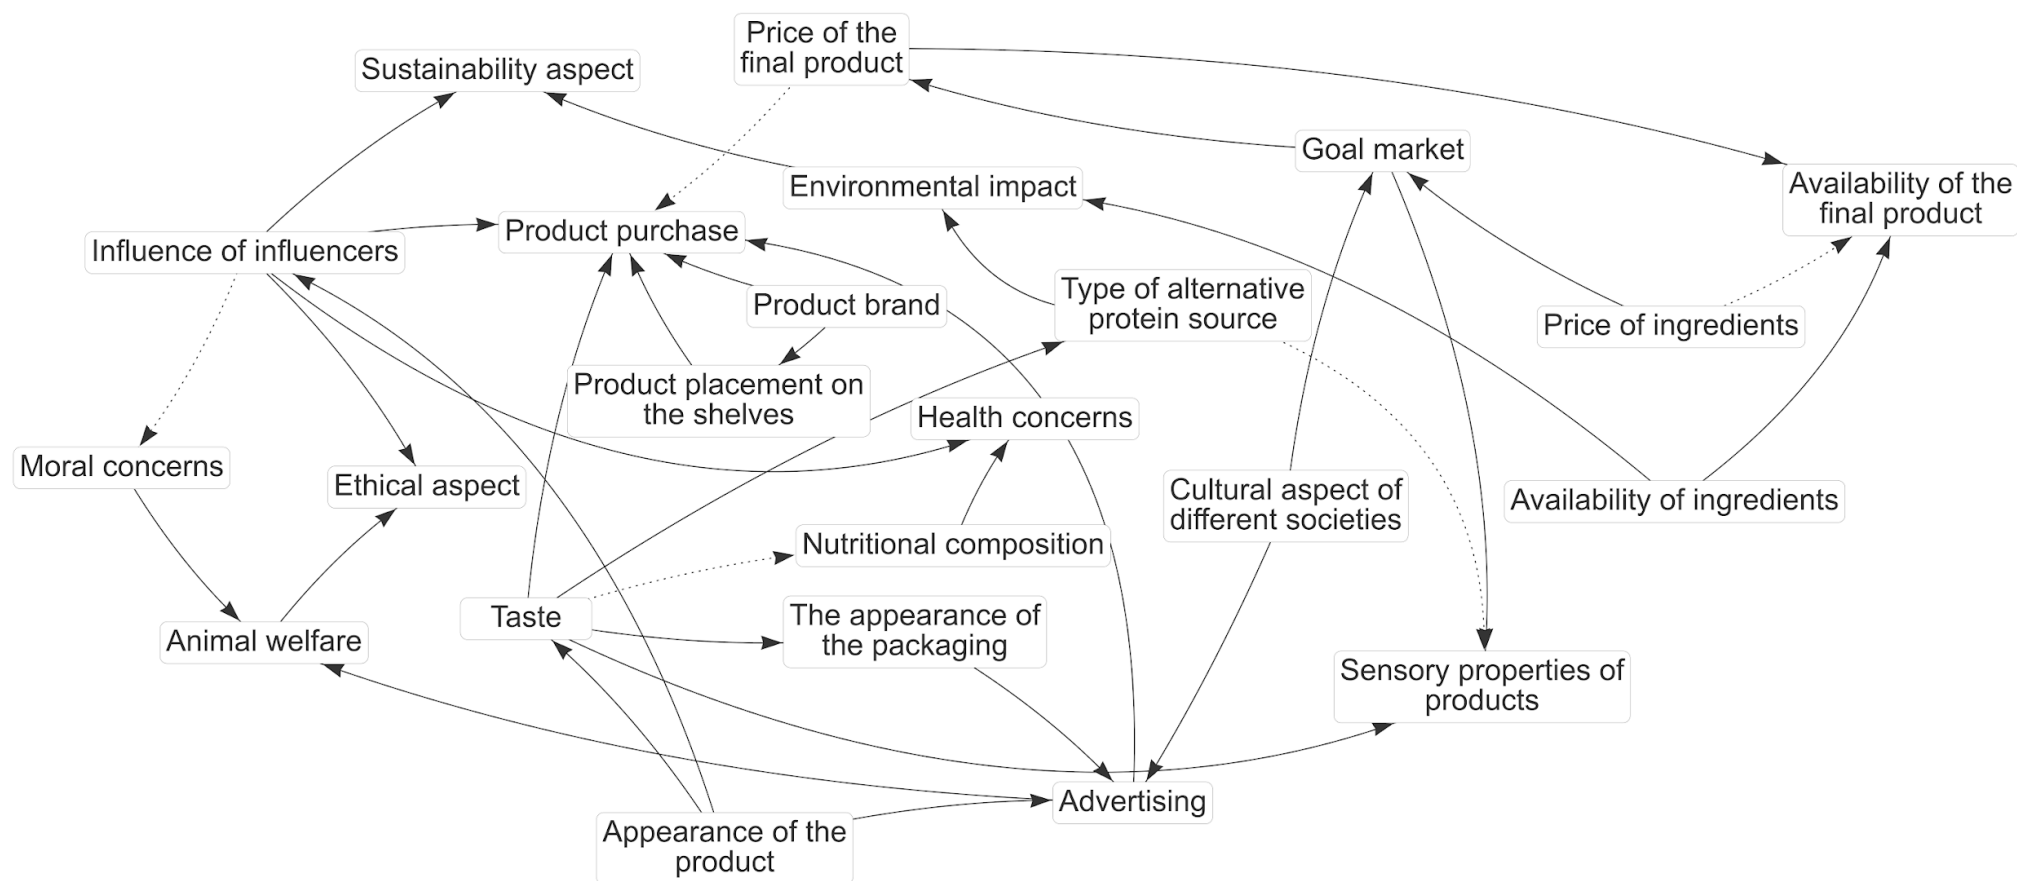 Price of the
final product
Sustainability aspect
Goal market
Environmental impact
Availability of the
final product
Product purchase
Influence of influencers
Type of alternative
protein source
Product brand
Price of ingredients
Product placement on
the shelves
Health concerns
Moral concerns
Ethical aspect
Cultural aspect of
different societies
Availability of ingredients
Nutritional composition
Taste
The appearance of
the packaging
Animal welfare
Sensory properties of
products
Advertising
Appearance of the
product